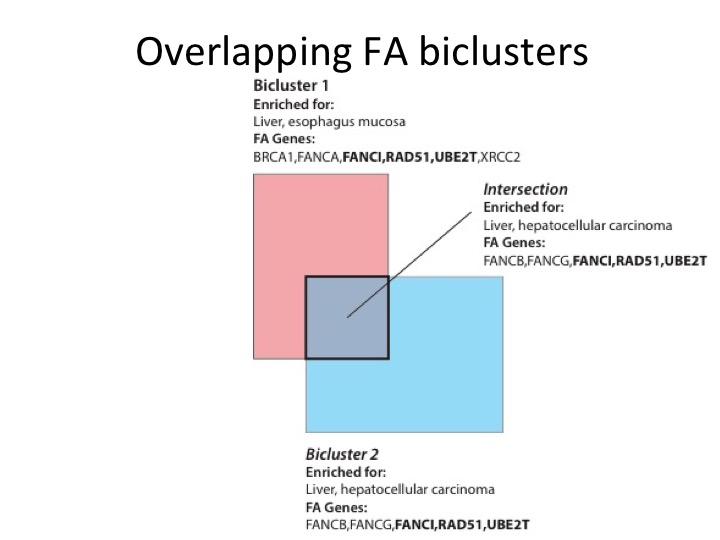 Overlapping FA biclusters
Bicluster 1
Enriched for:
Liver, esophagus mucosa
FA Genes:
BRCA1,FANCA,FANCI,RAD51,UBE2T,XRCC2
Intersection
Enriched for:
Liver, hepatocellular carcinoma
FA Genes:
FANCB,FANCG,FANCI,RAD51,UBE2T
Bicluster 2
Enriched for:
Liver, hepatocellular carcinoma
FA Genes:
FANCB,FANCG,FANCI,RAD51,UBE2T